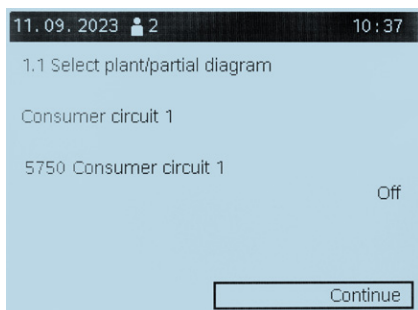 11. 09. 2023 2 10:37
1.1 Select plant/partial diagram
Consumer circuit 1
5750 Consumer circuit 1
Off
Continue